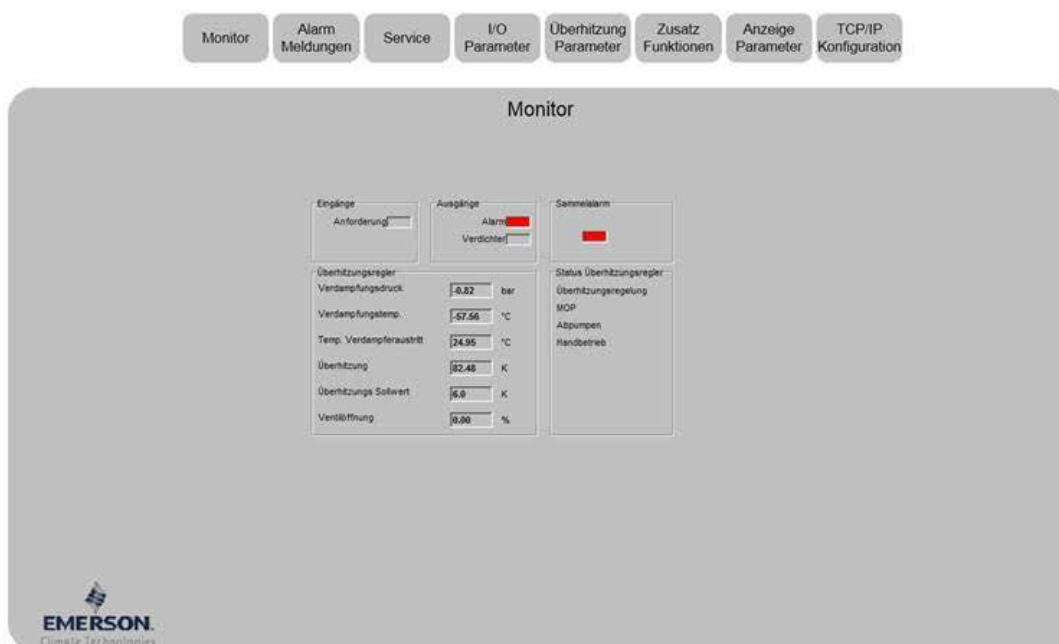 Monitor
Alarm
Meldungen
Service
I/O
Parameter
Überhitzung
Parameter
Zusatz
Funktionen
Anzeige
Parameter
TCP/IP
Konfiguration
Monitor
Eingänge
Anforderung
Ausgänge
Alarm
Verdichter
Sammelalarm
Überhitzungsregler
Verdampfungsdruck -0.82 bar
Verdampfungstemp. -57.56 °C
Temp. Verdampferaustritt 24.95 °C
Überhitzung 82.48 K
Überhitzungs Sollwert 6.0 K
Ventilöffnung 0.00 %
Status Überhitzungsregler
Überhitzungsregelung
MOP
Abpumpen
Handbetrieb
EMERSON.
Climate Technologies